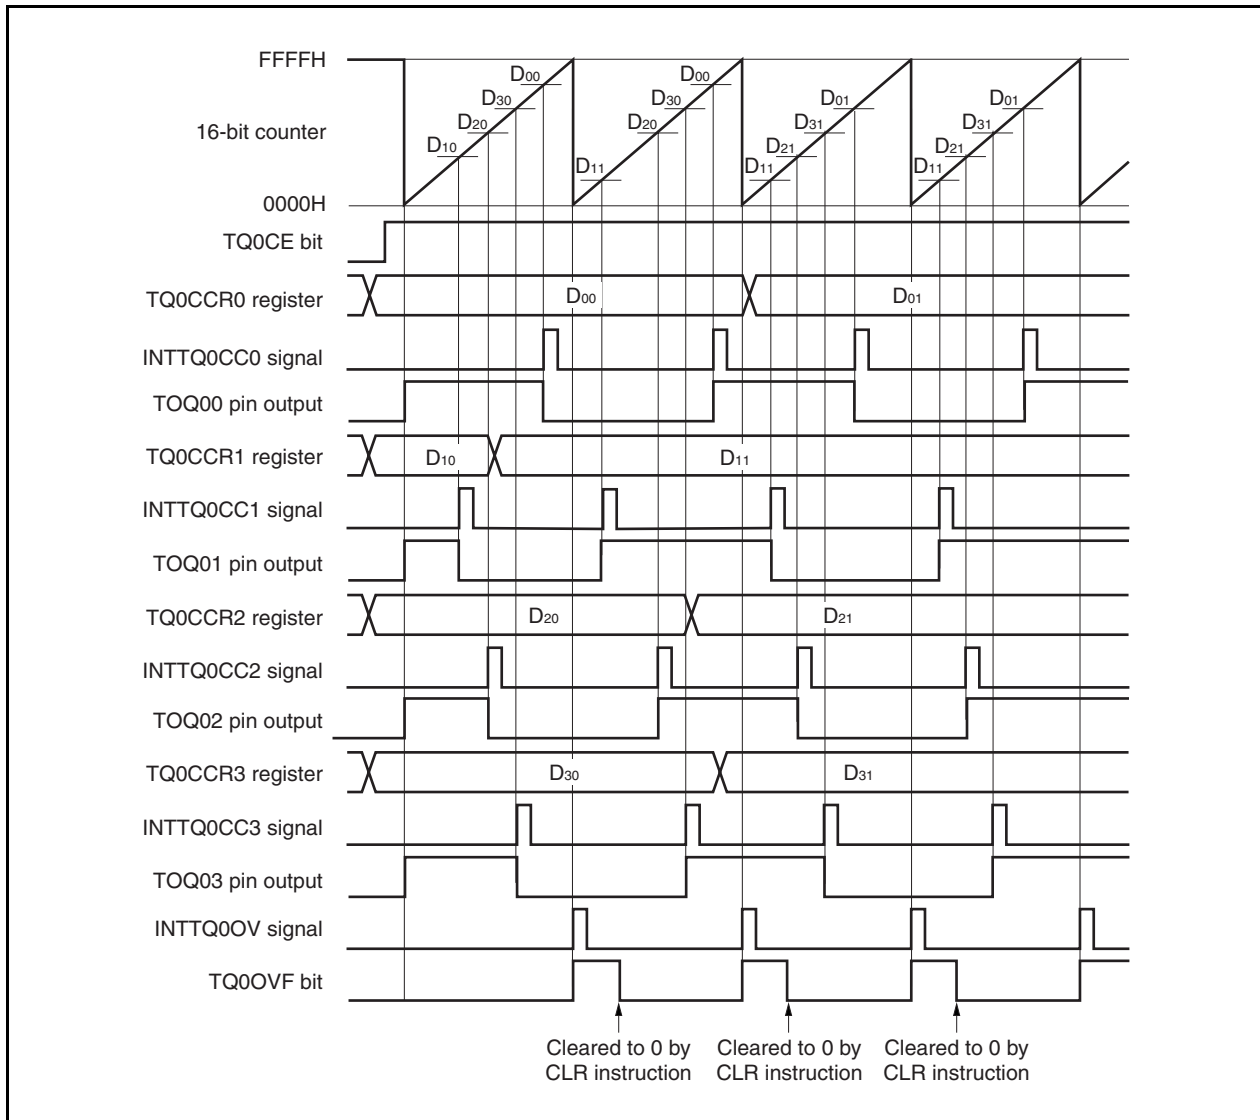 FFFFH
D00
D00
D30
D30
D01
D01
D20
D20
D31
D31
16-bit counter
D10
D21
D21
D11
D11
D11
0000H
TQ0CE bit
TQ0CCR0 register
D00
D01
INTTQ0CC0 signal
TOQ00 pin output
TQ0CCR1 register
D10
D11
INTTQ0CC1 signal
TOQ01 pin output
TQ0CCR2 register
D20
D21
INTTQ0CC2 signal
TOQ02 pin output
TQ0CCR3 register
D30
D31
INTTQ0CC3 signal
TOQ03 pin output
INTTQ0OV signal
TQ0OVF bit
Cleared to 0 by
CLR instruction
Cleared to 0 by
CLR instruction
Cleared to 0 by
CLR instruction